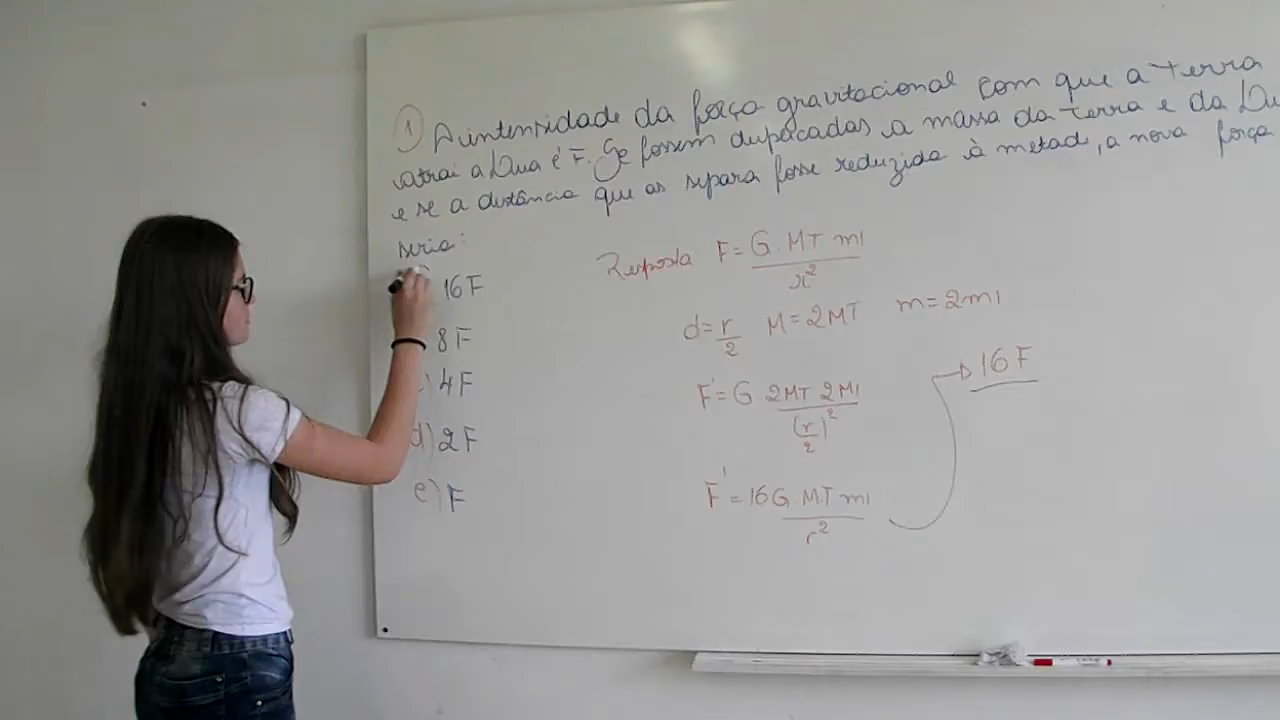 1) A intensidade da força gravitacional com que a Terra
atrai a Lua é F. Se fossem duplicadas a massa da Terra e da Lu
e se a distância que as separa fosse reduzida à metade, a nova força
seria:
16F
8F
c) 4F
d) 2F
e) F
Resposta F = G MT ml / r²
d = r/2 M = 2MT m = 2ml
F' = G 2MT 2Ml / (r/2)²
F' = 16G MT ml / r²
16F